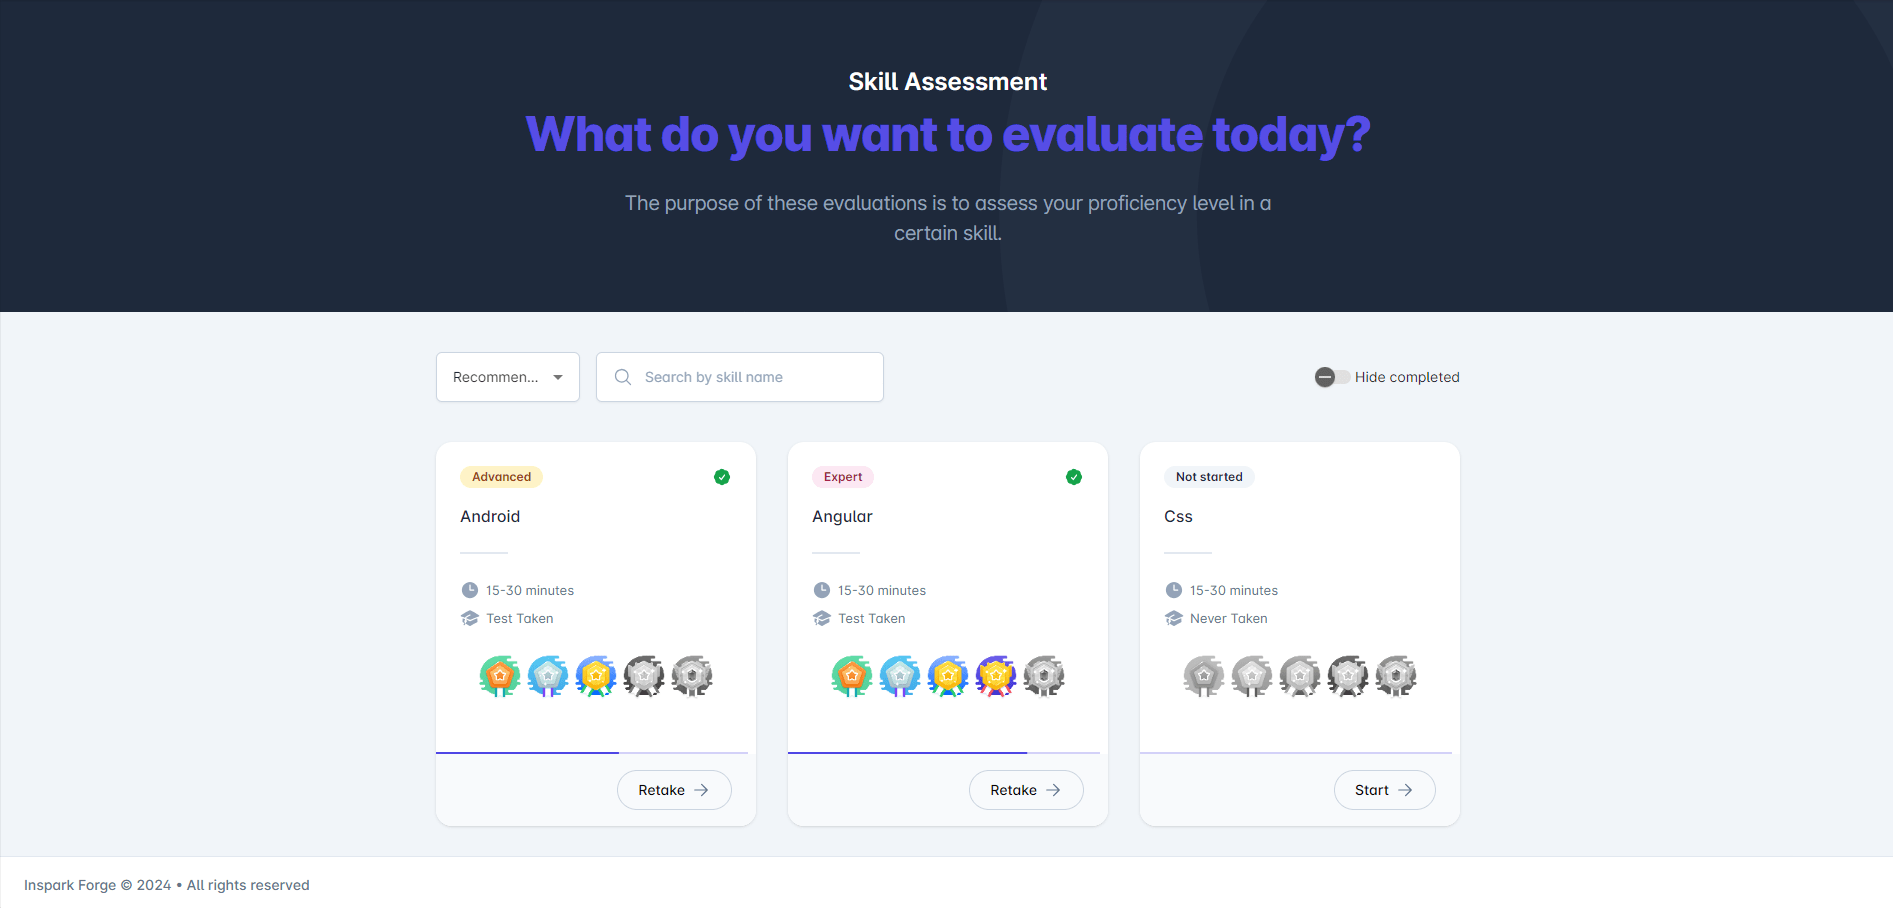 Skill Assessment
What do you want to evaluate today?
The purpose of these evaluations is to assess your proficiency level in a
certain skill.
Recommen...
Search by skill name
Hide completed
Advanced
Android
15-30 minutes
Test Taken
Retake
Expert
Angular
15-30 minutes
Test Taken
Retake
Not started
Css
15-30 minutes
Never Taken
Start
Inspark Forge © 2024 • All rights reserved